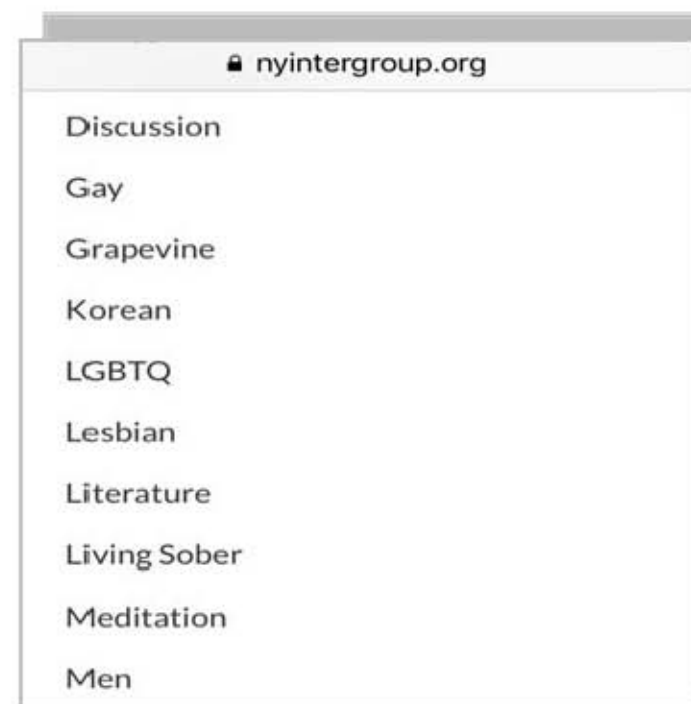 nyintergroup.org
Discussion
Gay
Grapevine
Korean
LGBTQ
Lesbian
Literature
Living Sober
Meditation
Men